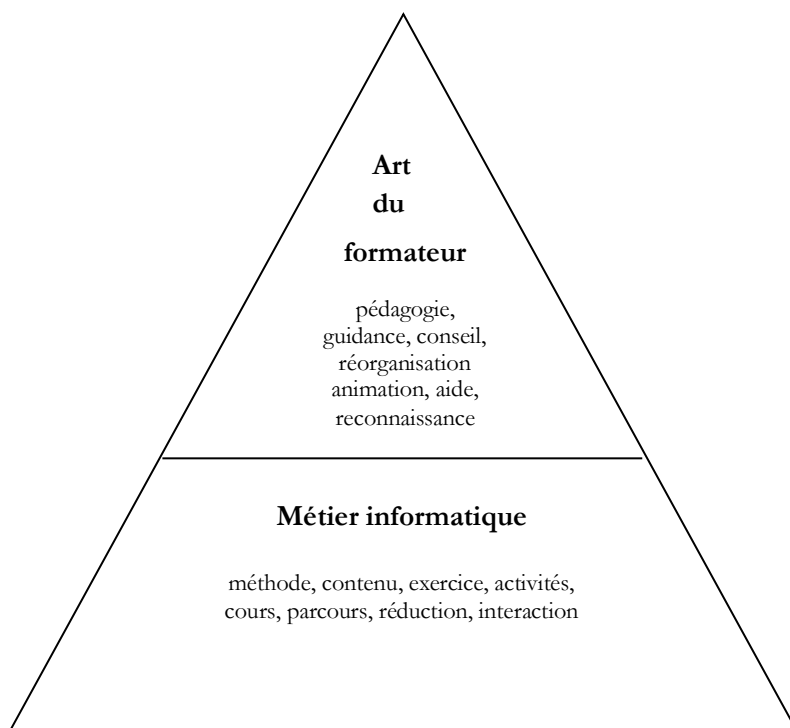 Art
du
formateur
pédagogie,
guidance, conseil,
réorganisation
animation, aide,
reconnaissance
Métier informatique
méthode, contenu, exercice, activités,
cours, parcours, réduction, interaction